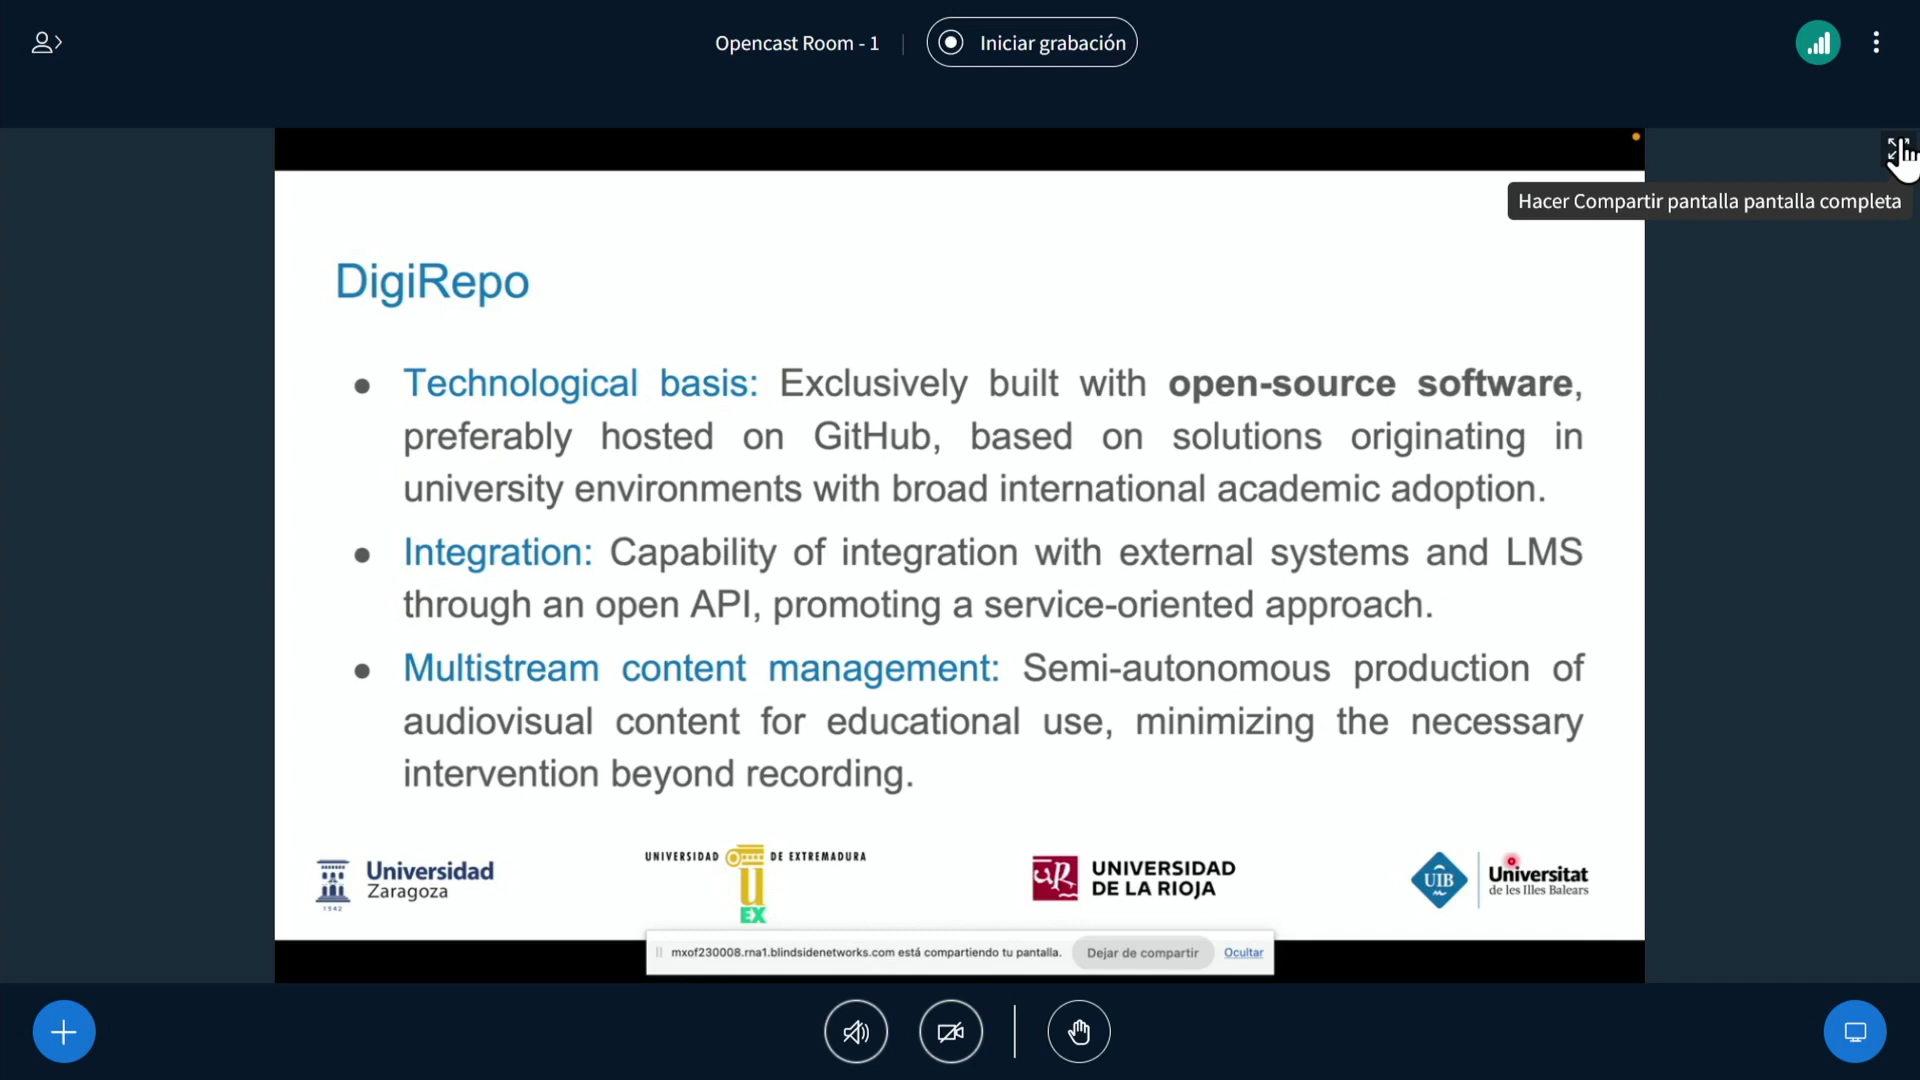 Opencast Room - 1
Iniciar grabación
Hacer Compartir pantalla pantalla completa
DigiRepo
● Technological basis: Exclusively built with open-source software,
preferably hosted on GitHub, based on solutions originating in
university environments with broad international academic adoption.
● Integration: Capability of integration with external systems and LMS
through an open API, promoting a service-oriented approach.
● Multistream content management: Semi-autonomous production of
audiovisual content for educational use, minimizing the necessary
intervention beyond recording.
Universidad
Zaragoza
1542
UNIVERSIDAD DE EXTREMADURA
EX
uR
UNIVERSIDAD
DE LA RIOJA
UIB
Universitat
de les Illes Balears
mxof230008.rna1.blindsidenetworks.com está compartiendo tu pantalla.
Dejar de compartir
Ocultar